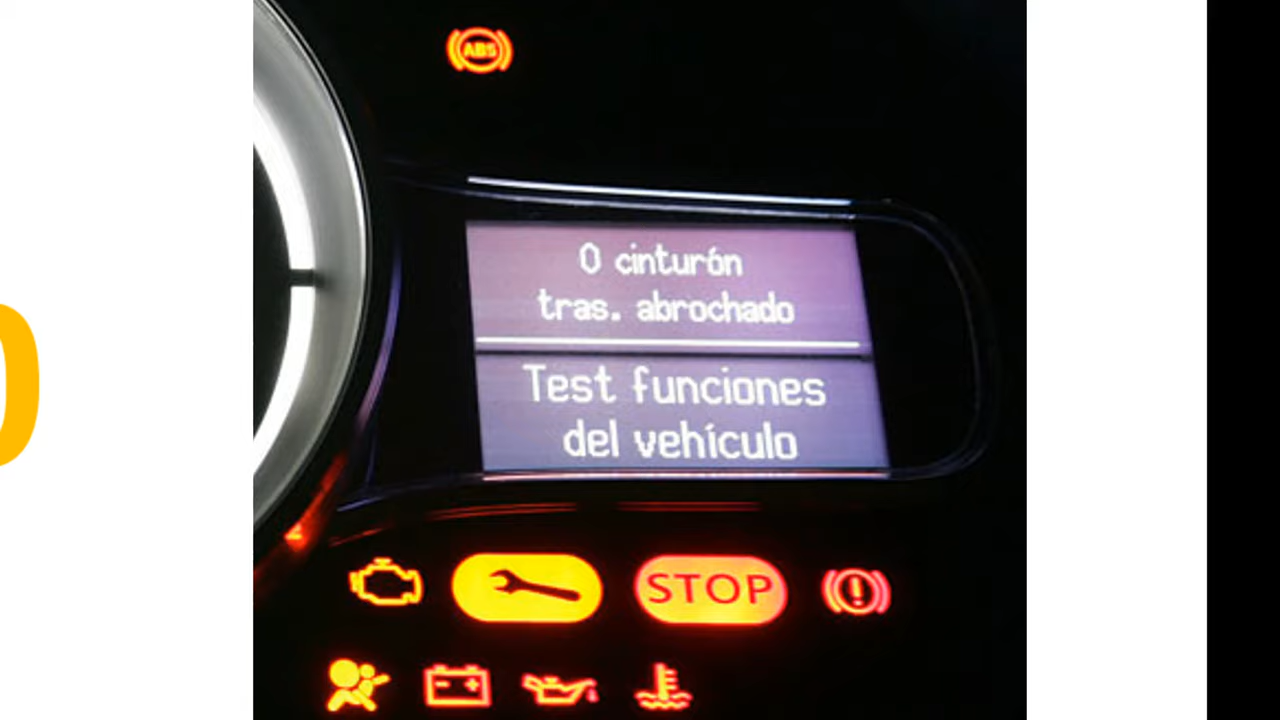 ABS
0 cinturón
tras. abrochado
Test funciones
del vehículo
STOP